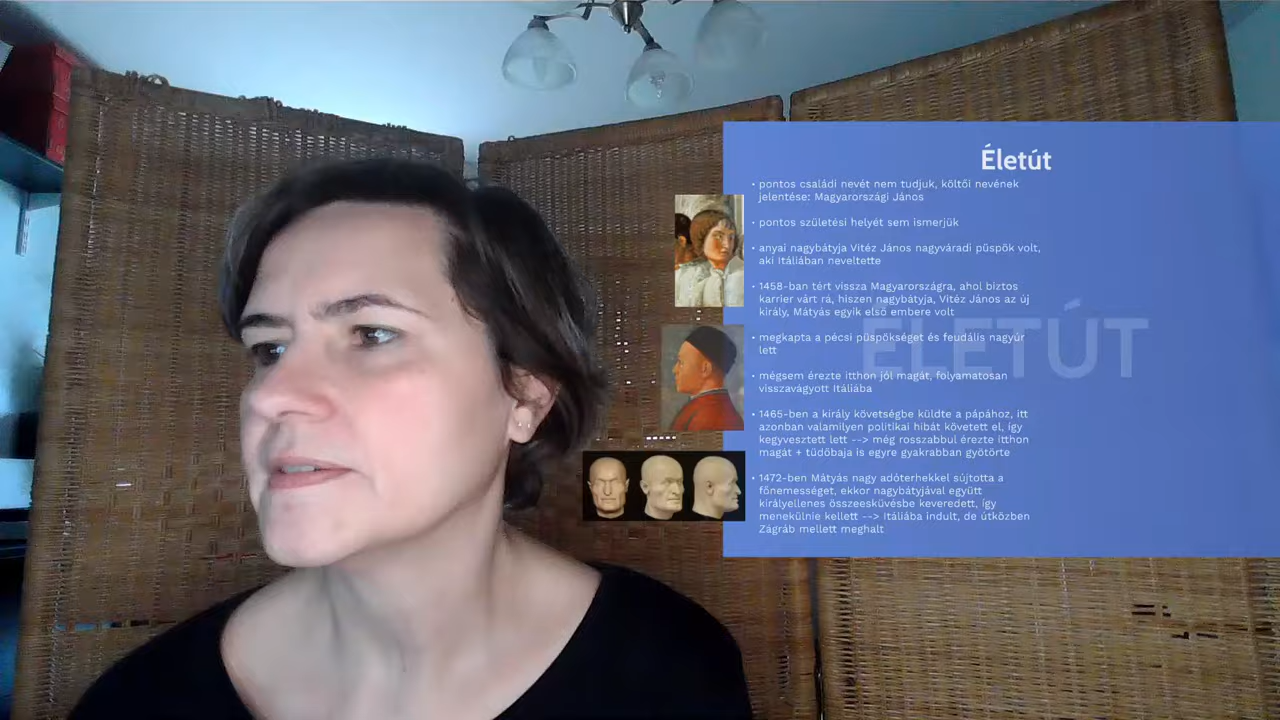 Életút
• pontos családi nevét nem tudjuk, költői nevének
jelentése: Magyarországi János
• pontos születési helyét sem ismerjük
• anyai nagybátyja Vitéz János nagyváradi püspök volt,
aki Itáliában neveltette
• 1458-ban tért vissza Magyarországra, ahol biztos
karrier várt rá, hiszen nagybátyja, Vitéz János az új
király, Mátyás egyik első embere volt
ÉLETÚT
• megkapta a pécsi püspökséget és feudális nagyúr
lett
• mégsem érezte itthon jól magát, folyamatosan
visszavágyott Itáliába
• 1465-ben a király követségbe küldte a pápához, itt
azonban valamilyen politikai hibát követett el, így
kegyvesztett lett --> még rosszabbul érezte itthon
magát + tüdőbaja is egyre gyakrabban gyötörte
• 1472-ben Mátyás nagy adóterhekkel sújtotta a
főnemességet, ekkor nagybátyjával együtt
királyellenes összeesküvésbe keveredett, így
menekülnie kellett --> Itáliába indult, de útközben
Zágráb mellett meghalt